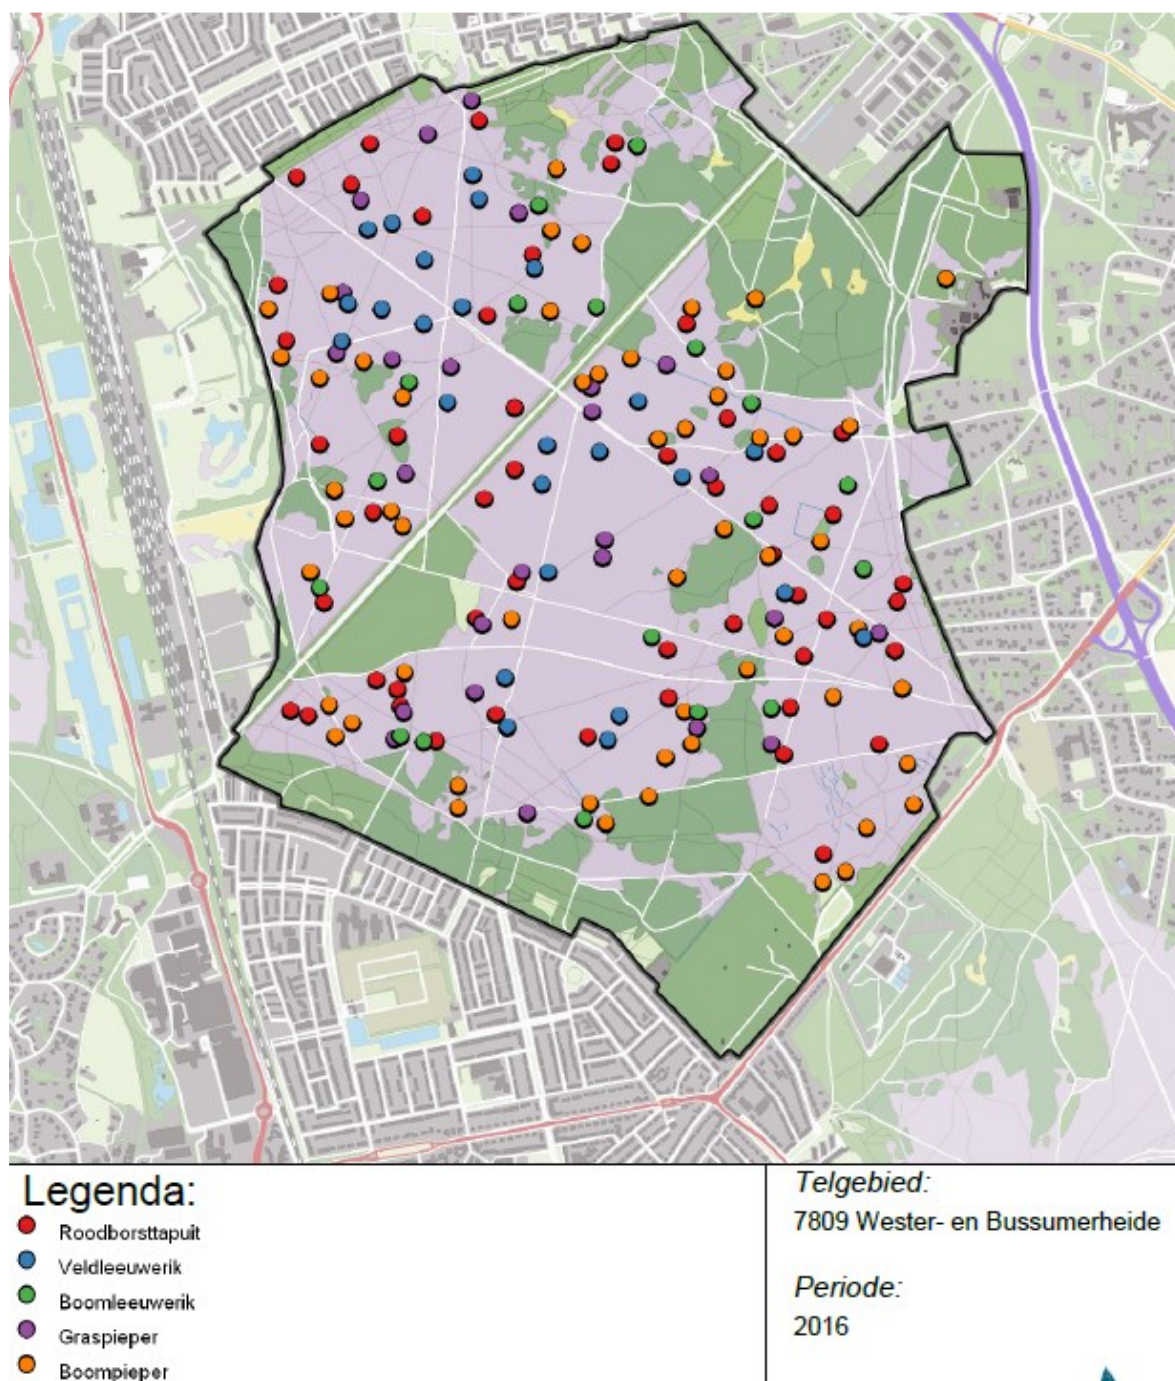 Legenda:
Roodborsttapuit
Veldleeuwerik
Boomleeuwerik
Graspieper
Boompieper
Telgebied:
7809 Wester- en Bussumerheide
Periode:
2016